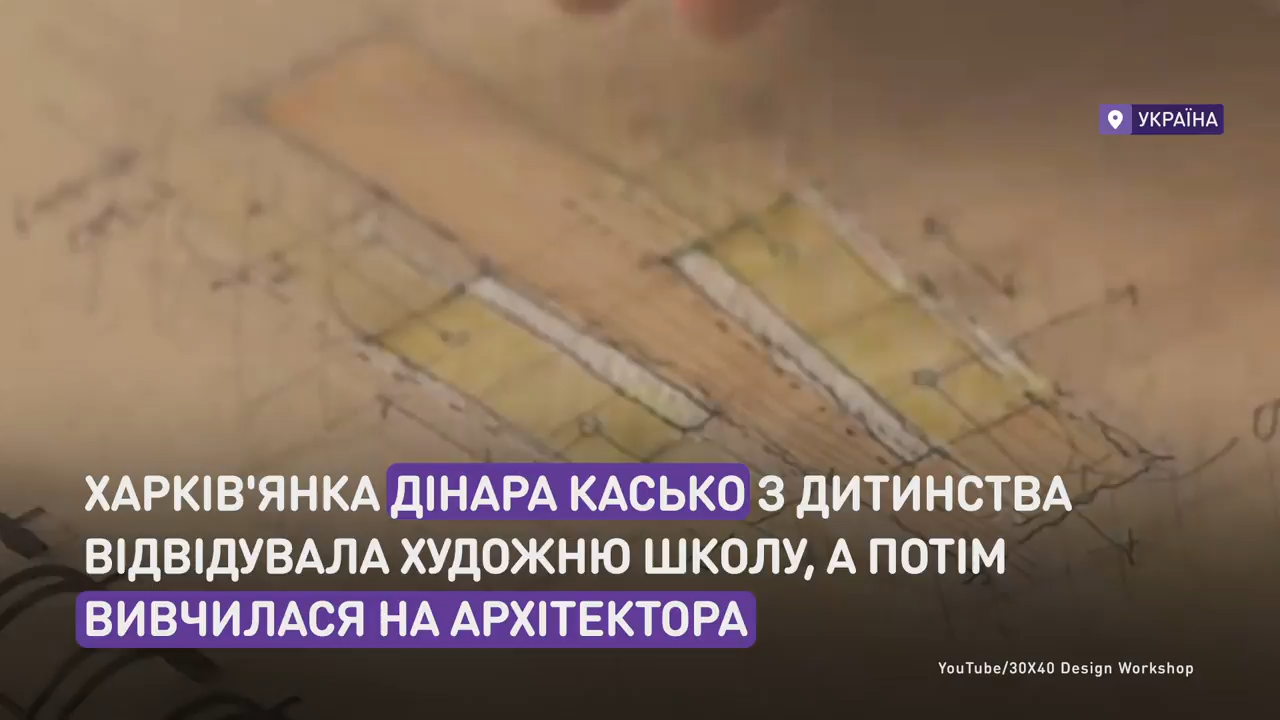 УКРАЇНА
ХАРКІВ'ЯНКА ДІНАРА КАСЬКО З ДИТИНСТВА
ВІДВІДУВАЛА ХУДОЖНЮ ШКОЛУ, А ПОТІМ
ВИВЧИЛАСЯ НА АРХІТЕКТОРА
YouTube/30X40 Design Workshop